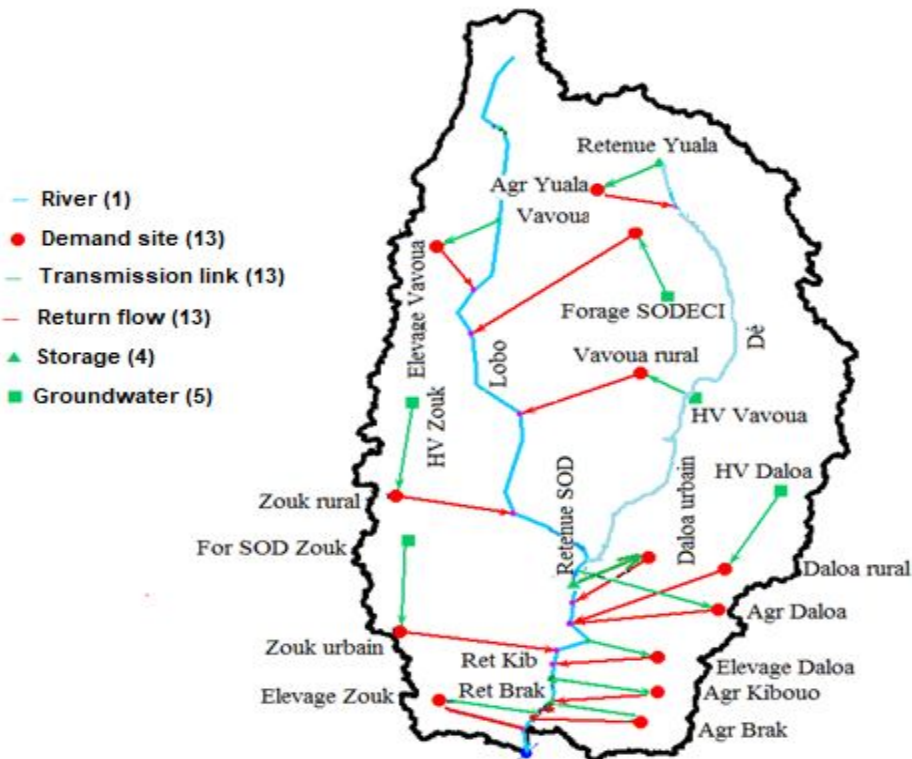 River (1)
Demand site (13)
Transmission link (13)
Return flow (13)
Storage (4)
Groundwater (5)
Retenue Yuala
Agr Yuala
Vavoua
Elevage Vavoua
Forage SODECI
Dè
Lobo
Vavoua rural
HV Vavoua
HV Zouk
HV Daloa
Zouk rural
Retenue SOD
Daloa urbain
For SOD Zouk
Daloa rural
Agr Daloa
Zouk urbain
Ret Kib
Elevage Daloa
Elevage Zouk
Ret Brak
Agr Kibouo
Agr Brak